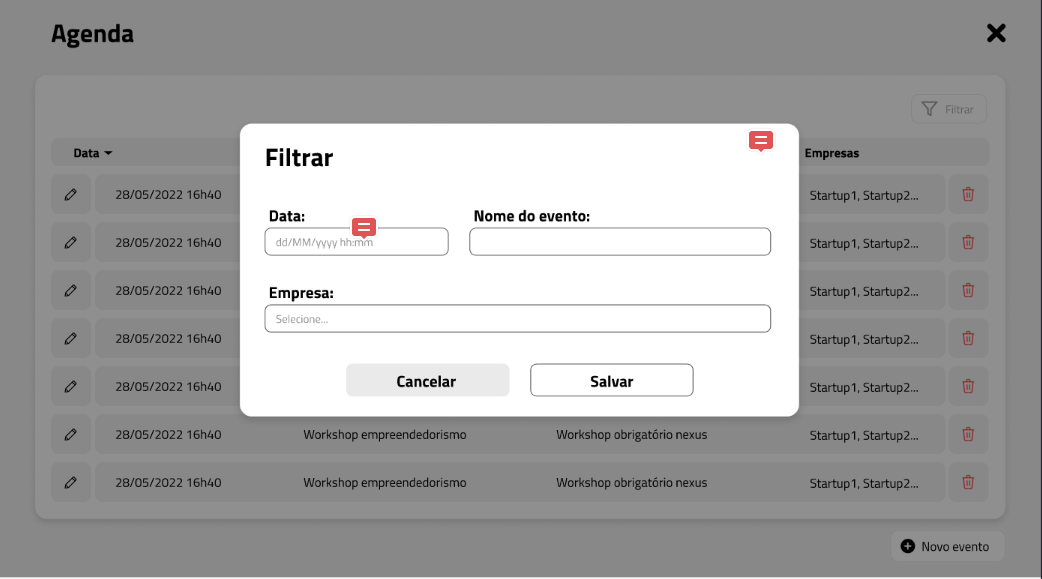 Agenda
Filtrar
Data Empresas
28/05/2022 16h40 Startup1, Startup2...
28/05/2022 16h40 Startup1, Startup2...
28/05/2022 16h40 Startup1, Startup2...
28/05/2022 16h40 Startup1, Startup2...
28/05/2022 16h40 Startup1, Startup2...
28/05/2022 16h40 Workshop empreendedorismo Workshop obrigatório nexus Startup1, Startup2...
28/05/2022 16h40 Workshop empreendedorismo Workshop obrigatório nexus Startup1, Startup2...
Novo evento
Filtrar
Data: Nome do evento:
dd/MM/yyyy hh:mm
Empresa:
Selecione...
Cancelar Salvar